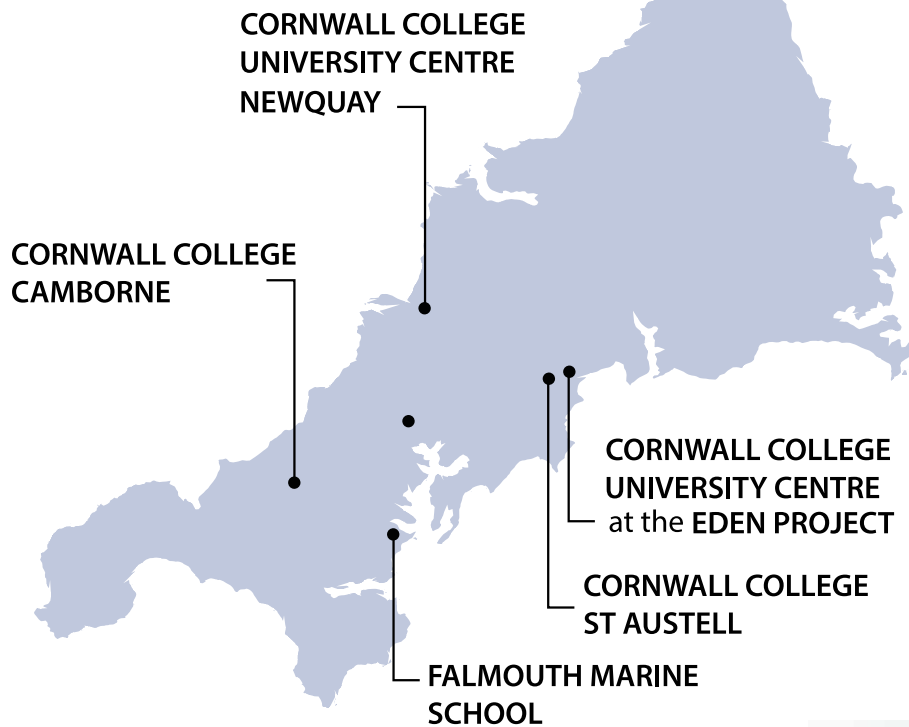 CORNWALL COLLEGE
UNIVERSITY CENTRE
NEWQUAY
CORNWALL COLLEGE
CAMBORNE
CORNWALL COLLEGE
UNIVERSITY CENTRE
at the EDEN PROJECT
CORNWALL COLLEGE
ST AUSTELL
FALMOUTH MARINE
SCHOOL